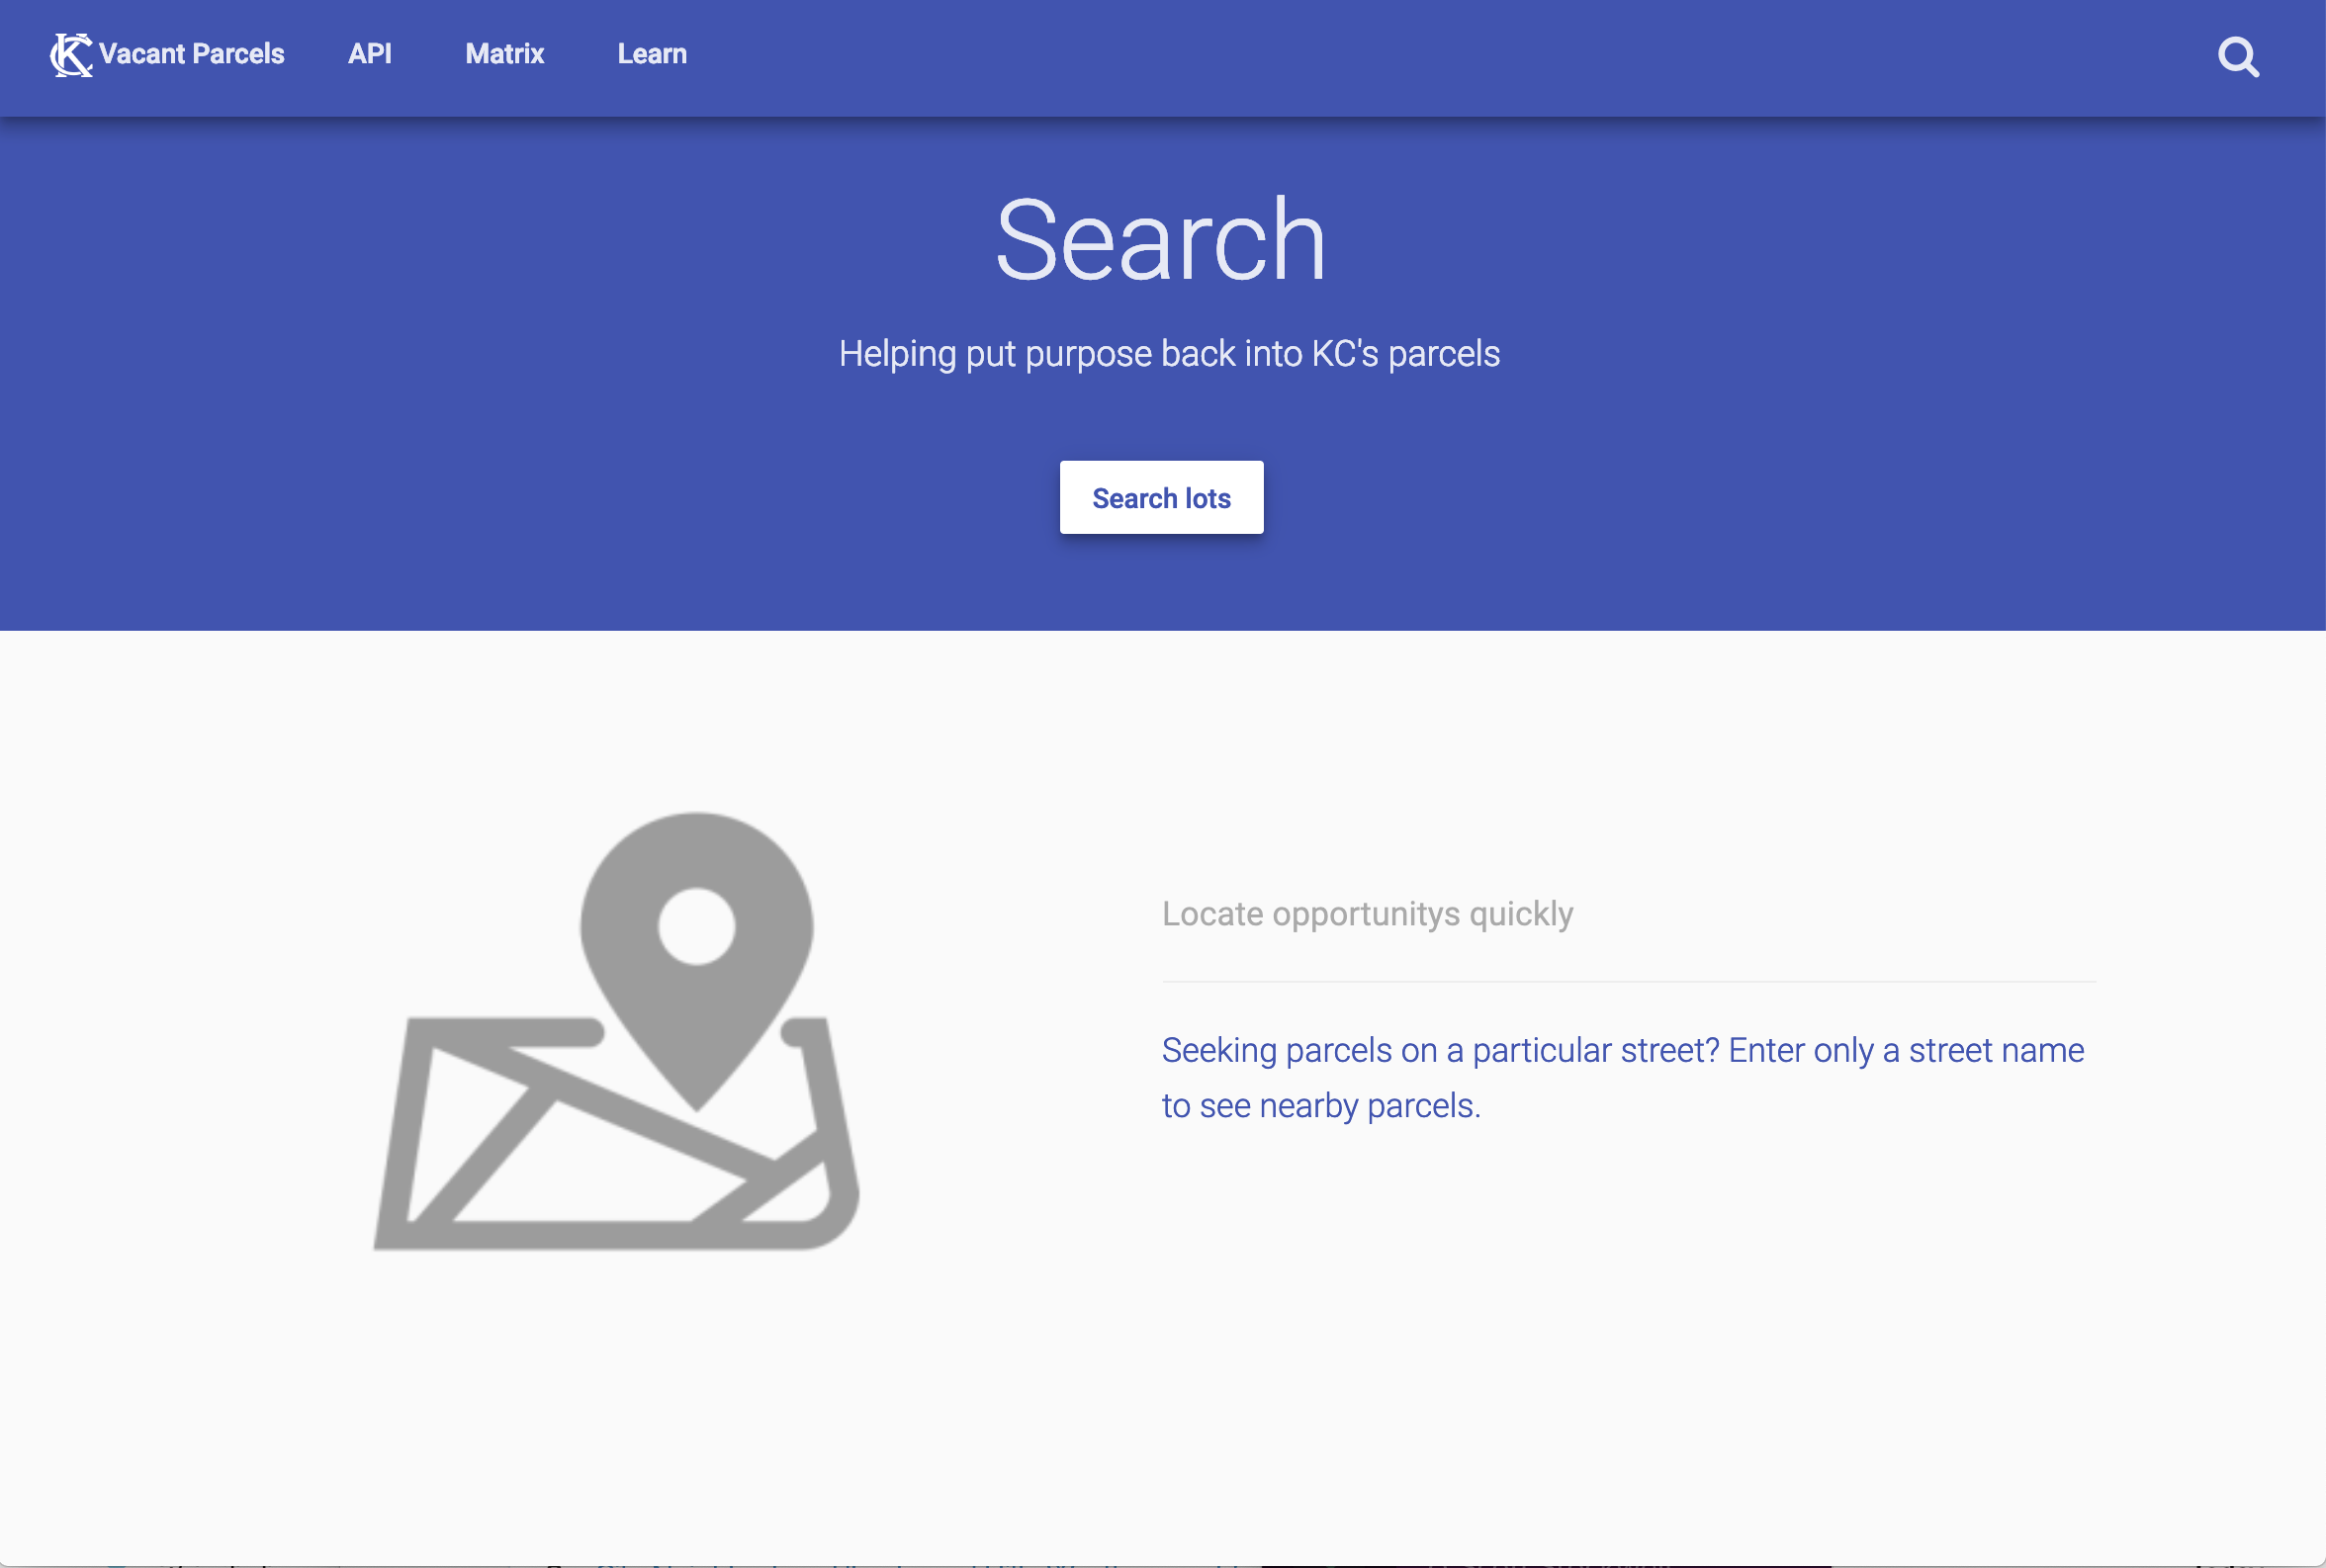 KC Vacant Parcels API Matrix Learn
Search
Helping put purpose back into KC's parcels
Search lots
Locate opportunitys quickly
Seeking parcels on a particular street? Enter only a street name
to see nearby parcels.